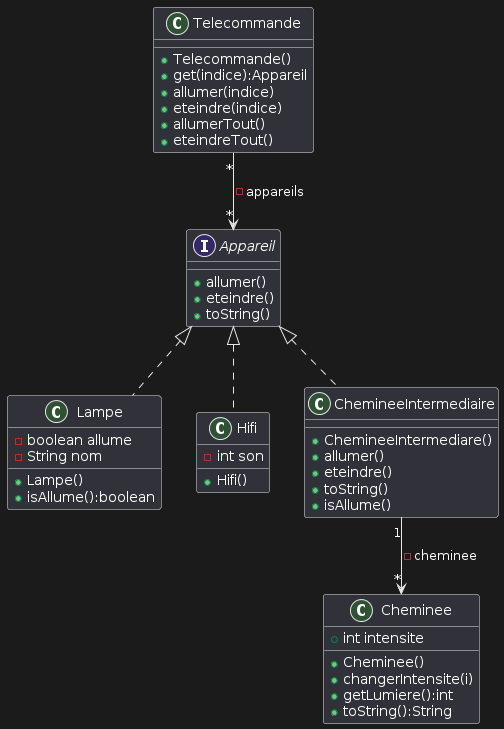 C Telecommande
Telecommande()
get(indice):Appareil
allumer(indice)
eteindre(indice)
allumerTout()
eteindreTout()
*
appareils
*
I Appareil
allumer()
eteindre()
toString()
C Lampe
boolean allume
String nom
Lampe()
isAllume():boolean
C Hifi
int son
Hifi()
C ChemineeIntermediaire
ChemineeIntermediare()
allumer()
eteindre()
toString()
isAllume()
1
cheminee
*
C Cheminee
int intensite
Cheminee()
changerIntensite(i)
getLumiere():int
toString():String